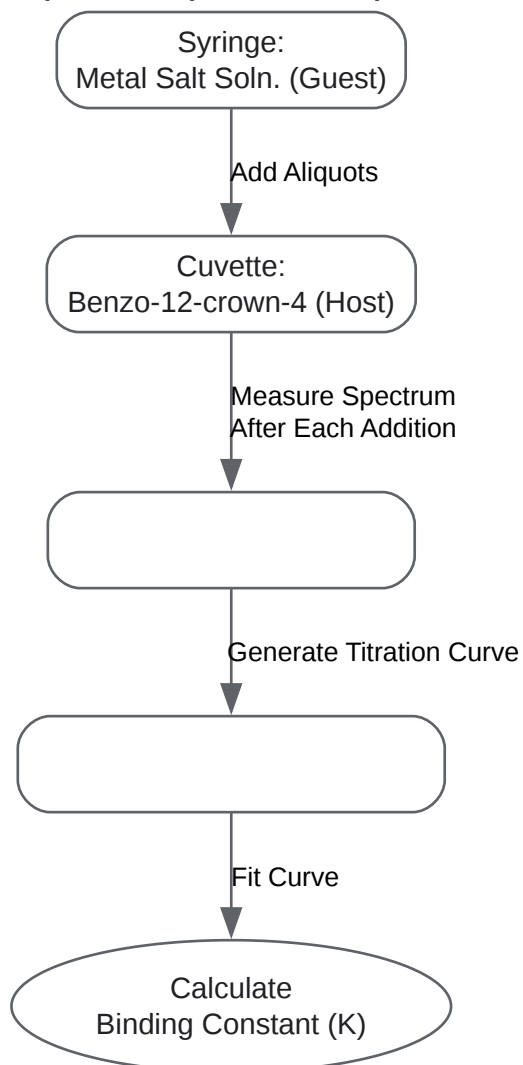 Syringe:
Metal Salt Soln. (Guest)
Add Aliquots
Cuvette:
Benzo-12-crown-4 (Host)
Measure Spectrum
After Each Addition
Generate Titration Curve
Fit Curve
Calculate
Binding Constant (K)